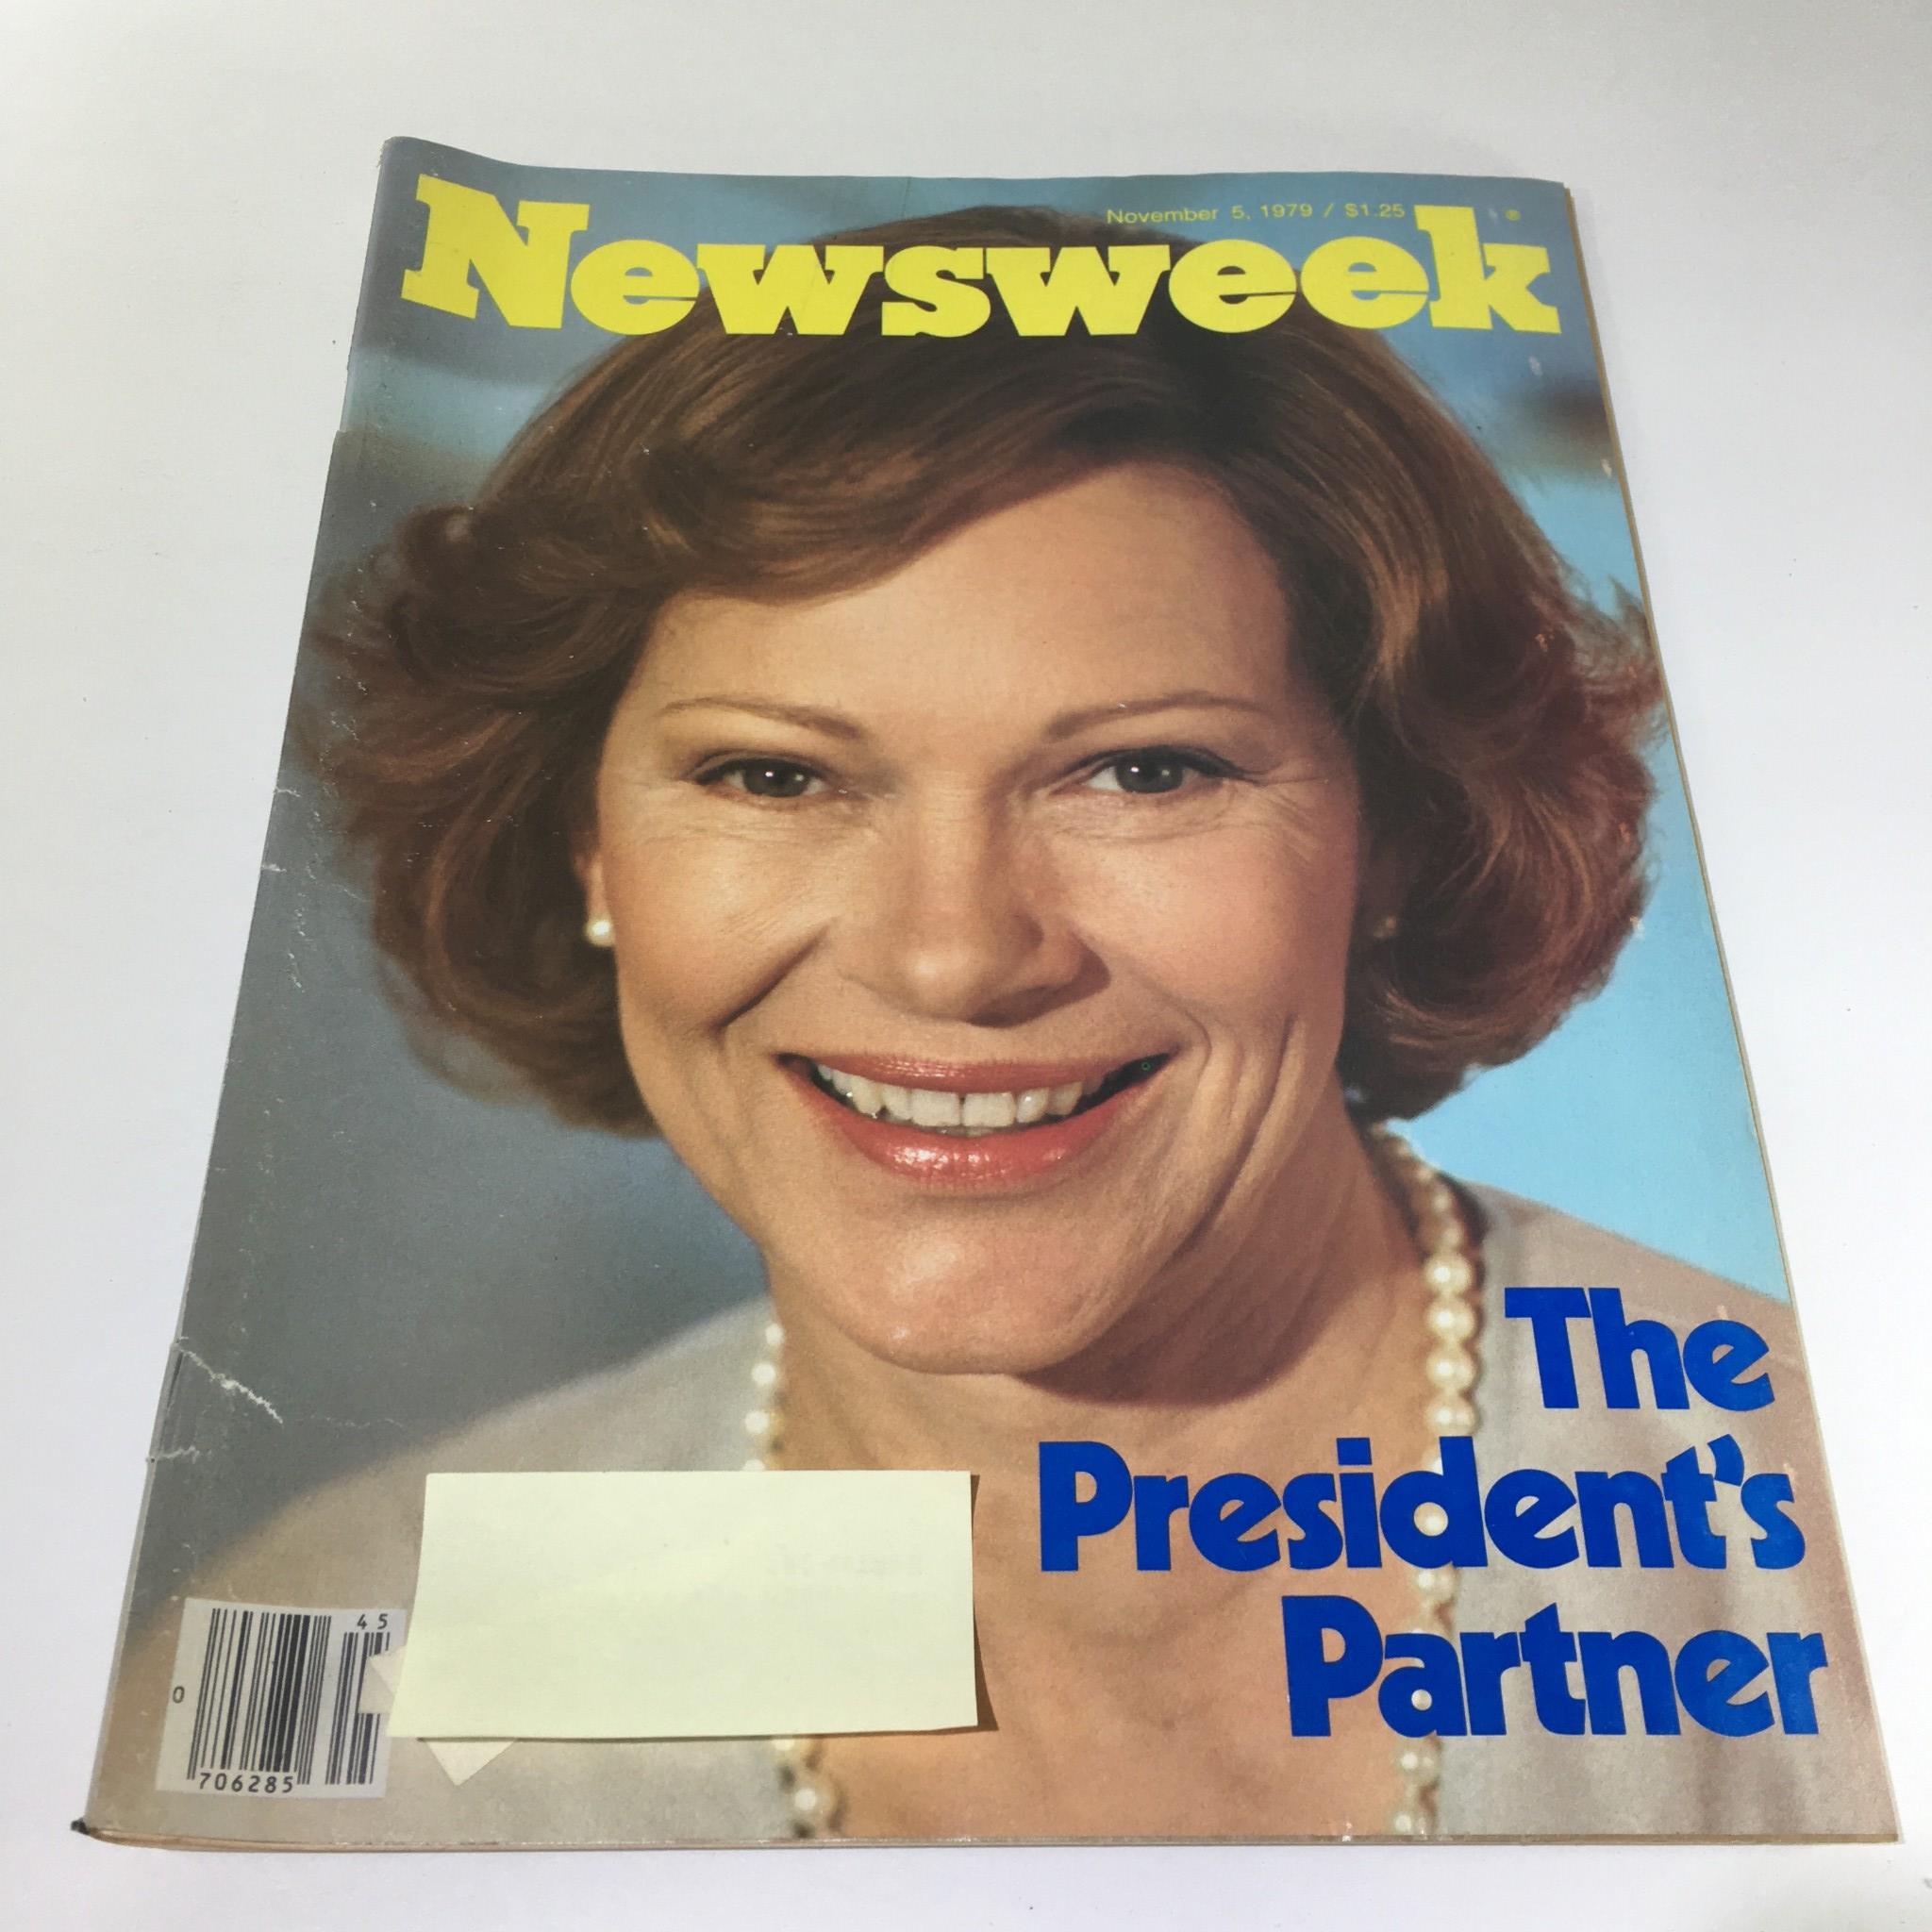 November 5, 1979 / $1.25
Newsweek®
The
President's
Partner
45
0
706285